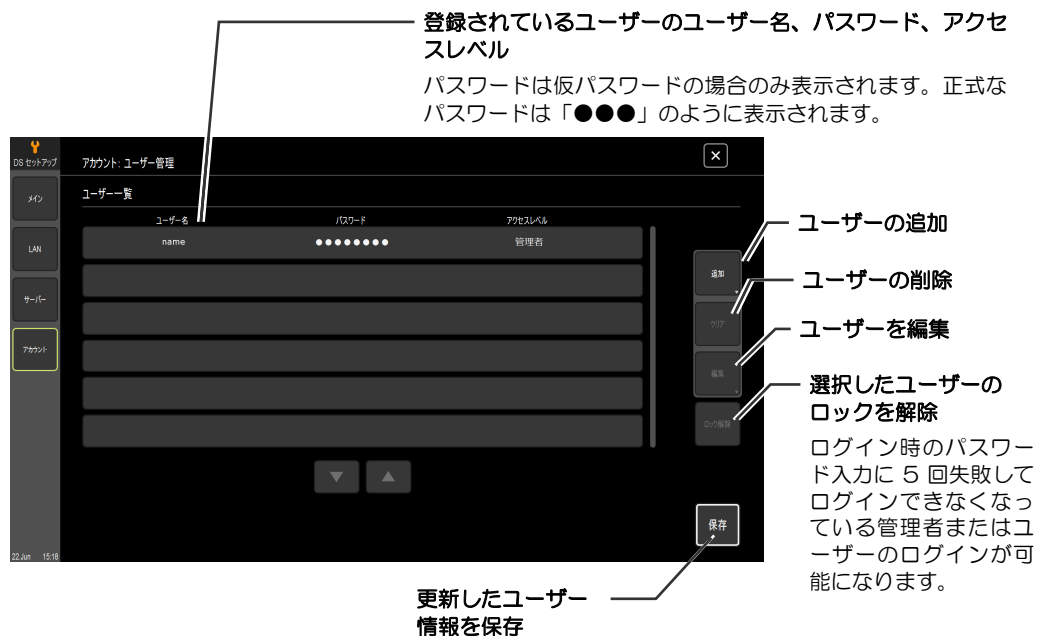 登録されているユーザーのユーザー名、パスワード、アクセ
スレベル
パスワードは仮パスワードの場合のみ表示されます。正式な
パスワードは「●●●」のように表示されます。
DS セットアップ
アカウント: ユーザー管理
メイン
ユーザー一覧
ユーザー名 パスワード アクセスレベル
name ●●●●●●●● 管理者
LAN
サーバー
アカウント
追加
クリア
編集
ロック解除
保存
22 Jun 15:18
ユーザーの追加
ユーザーの削除
ユーザーを編集
選択したユーザーの
ロックを解除
ログイン時のパスワー
ド入力に 5 回失敗して
ログインできなくなっ
ている管理者またはユ
ーザーのログインが可
能になります。
更新したユーザー
情報を保存